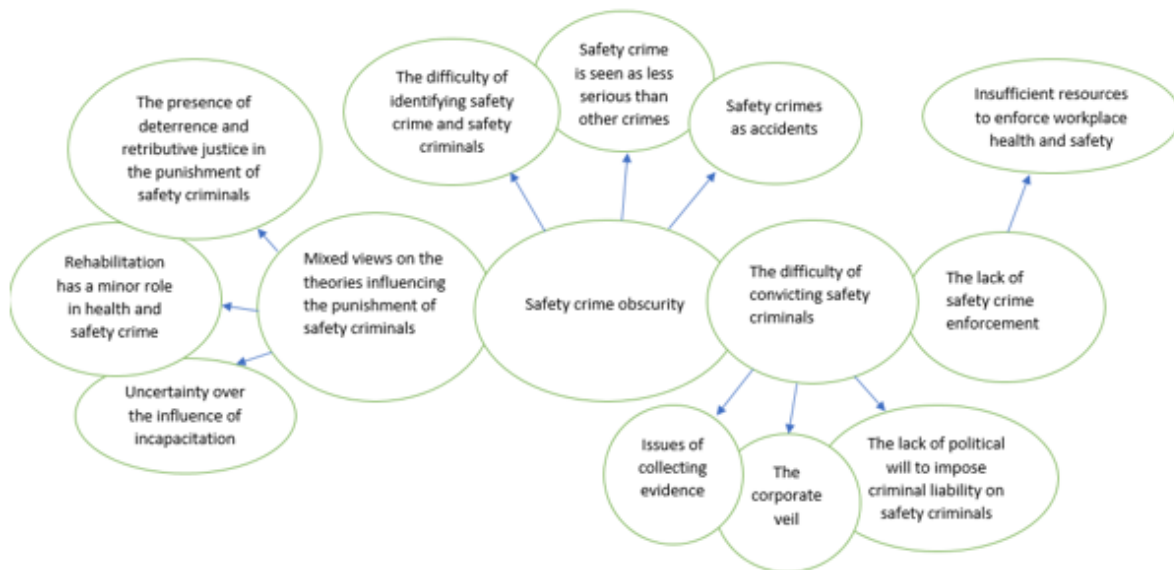 Safety crime
is seen as less
serious than
other crimes
The difficulty of
identifying safety
crime and safety
criminals
Safety crimes
as accidents
Insufficient resources
to enforce workplace
health and safety
The presence of
deterrence and
retributive justice in
the punishment of
safety criminals
Rehabilitation
has a minor role
in health and
safety crime
Mixed views on the
theories influencing
the punishment of
safety criminals
Safety crime obscurity
The difficulty of
convicting safety
criminals
The lack of
safety crime
enforcement
Uncertainty over
the influence of
incapacitation
Issues of
collecting
evidence
The
corporate
veil
The lack of political
will to impose
criminal liability on
safety criminals